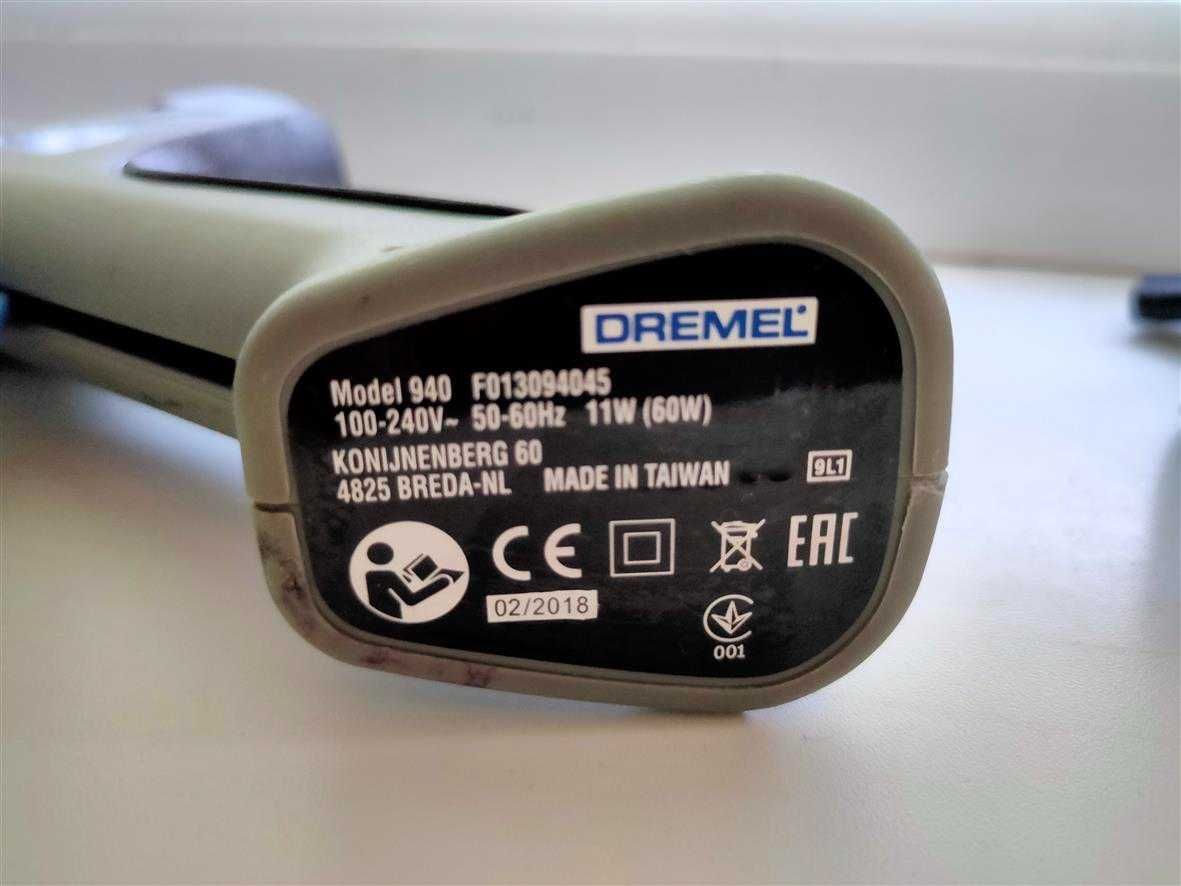 DREMEL
Model 940 F013094045
100-240V~ 50-60Hz 11W (60W)
KONIJNENBERG 60
4825 BREDA-NL MADE IN TAIWAN 9L1
CE EAC
02/2018
001